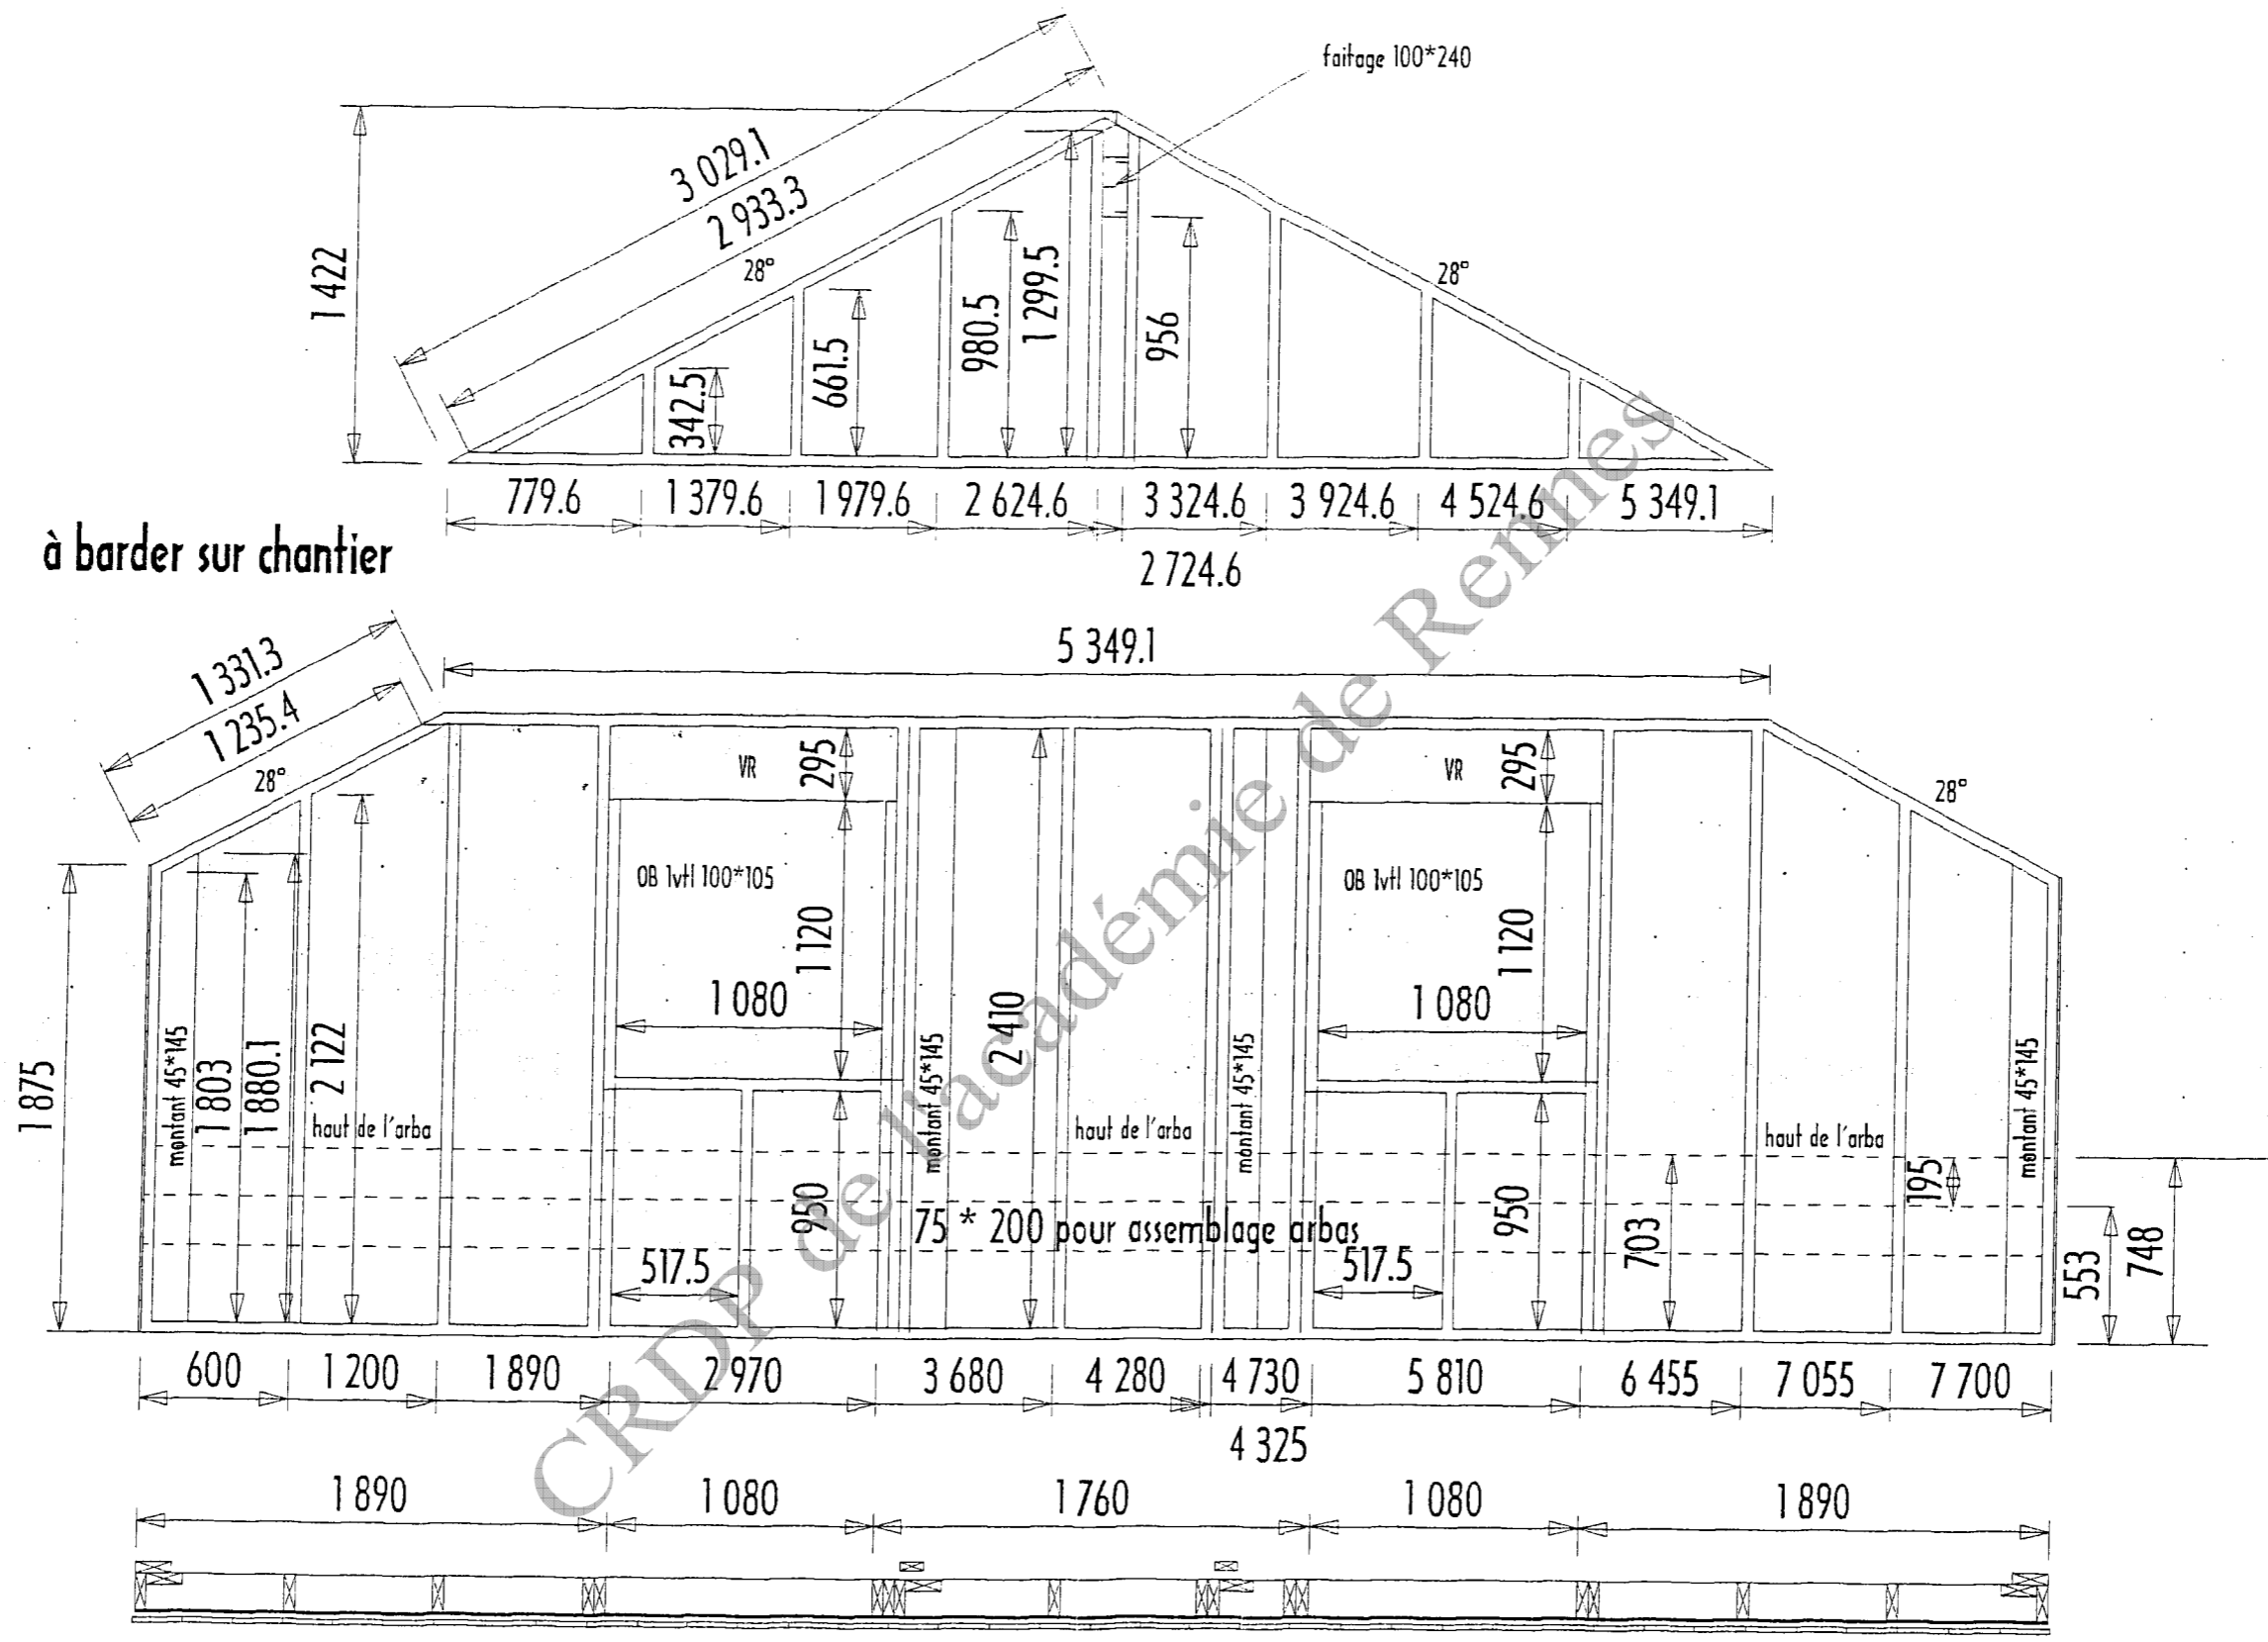 faitage 100*240
3 029.1
2 933.3
28°
28°
1 422
342.5
661.5
980.5
1 299.5
956
779.6 1 379.6 1 979.6 2 624.6 3 324.6 3 924.6 4 524.6 5 349.1
2 724.6
à barder sur chantier
5 349.1
1 331.3
1 235.4
28°
28°
VR
295
VR
295
OB 1vtl 100*105
OB 1vtl 100*105
1 120
1 120
1 080
1 080
1 875
montant 45*145
1 803
1 880.1
2 122
haut de l'arba
montant 45*145
2 410
haut de l'arba
montant 45*145
haut de l'arba
montant 45*145
195
950
75 * 200 pour assemblage arbas
950
703
553
748
517.5
517.5
600 1 200 1 890 2 970 3 680 4 280 4 730 5 810 6 455 7 055 7 700
4 325
1 890 1 080 1 760 1 080 1 890
CRDP de l'académie de Rennes